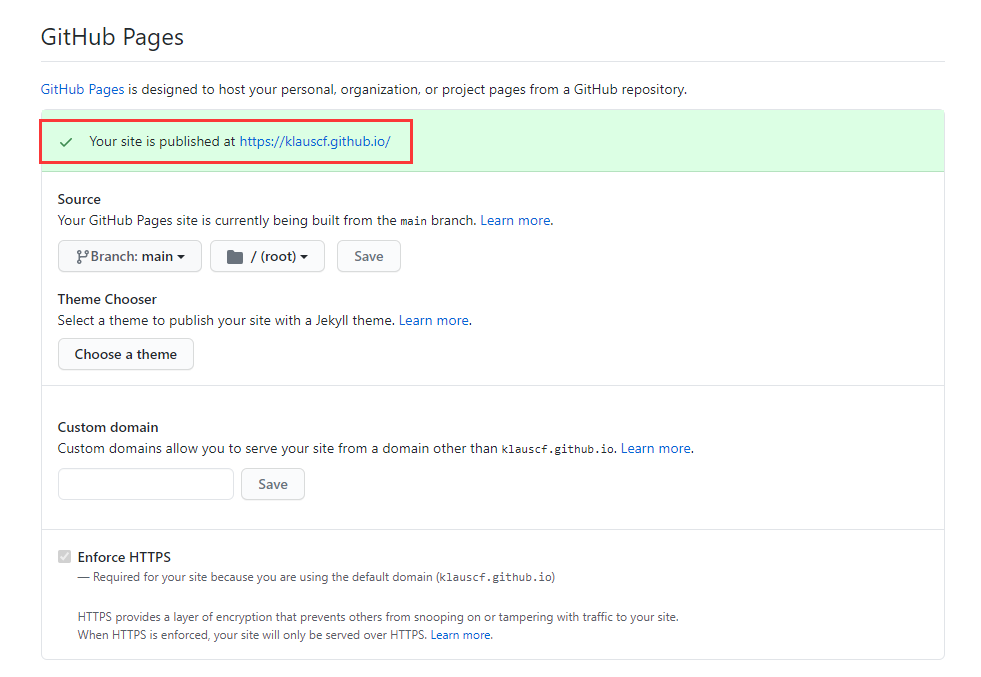 GitHub Pages
GitHub Pages is designed to host your personal, organization, or project pages from a GitHub repository.
Your site is published at https://klauscf.github.io/
Source
Your GitHub Pages site is currently being built from the main branch. Learn more.
Branch: main
/ (root)
Save
Theme Chooser
Select a theme to publish your site with a Jekyll theme. Learn more.
Choose a theme
Custom domain
Custom domains allow you to serve your site from a domain other than klauscf.github.io. Learn more.
Save
Enforce HTTPS
— Required for your site because you are using the default domain (klauscf.github.io)
HTTPS provides a layer of encryption that prevents others from snooping on or tampering with traffic to your site.
When HTTPS is enforced, your site will only be served over HTTPS. Learn more.